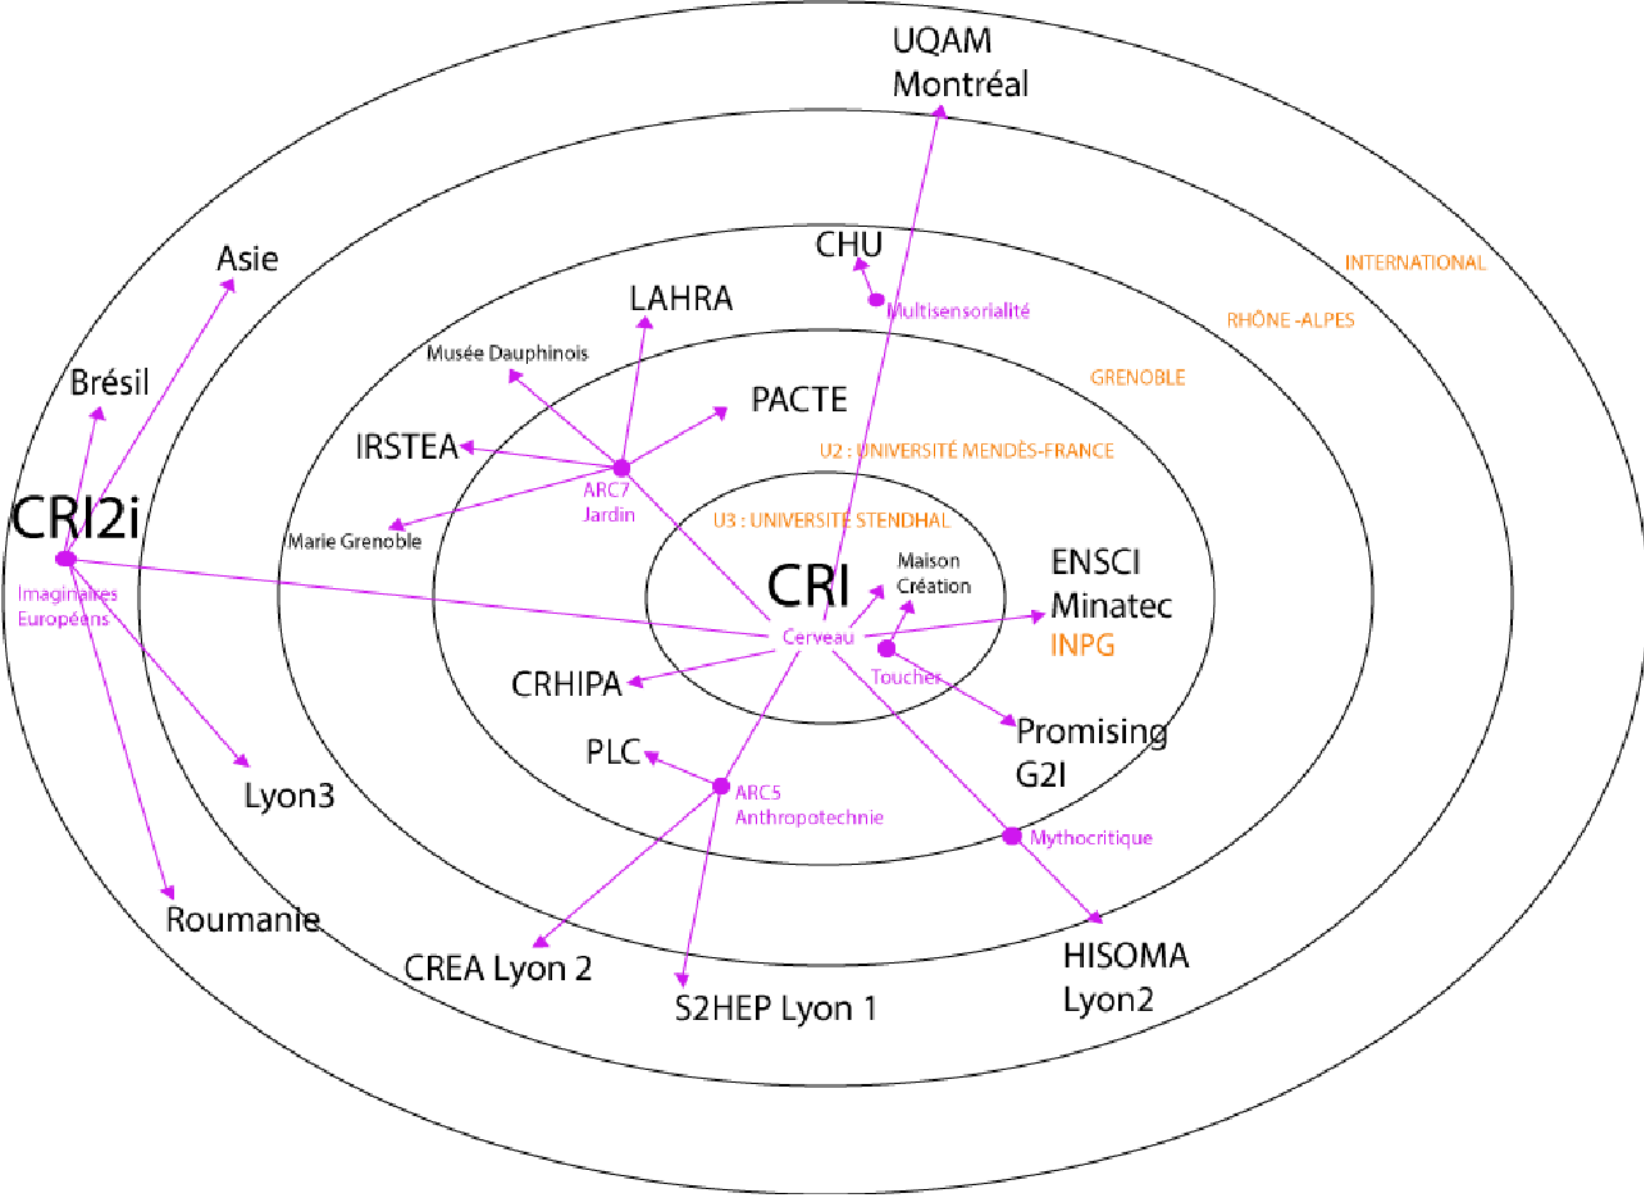 UQAM
Montréal
CHU
Asie
INTERNATIONAL
LAHRA
Multisensorialité
RHÔNE -ALPES
Musée Dauphinois
Brésil
GRENOBLE
PACTE
IRSTEA
U2 : UNIVERSITÉ MENDÈS-FRANCE
ARC7
Jardin
CRI2i
U3 : UNIVERSITÉ STENDHAL
Marie Grenoble
Maison
Création
ENSCI
Minatec
INPG
CRI
Imaginaires
Européens
Cerveau
Toucher
CRHIPA
Promising
G2I
PLC
ARC5
Anthropotechnie
Lyon3
Mythocritique
Roumanie
CREA Lyon 2
HISOMA
Lyon2
S2HEP Lyon 1